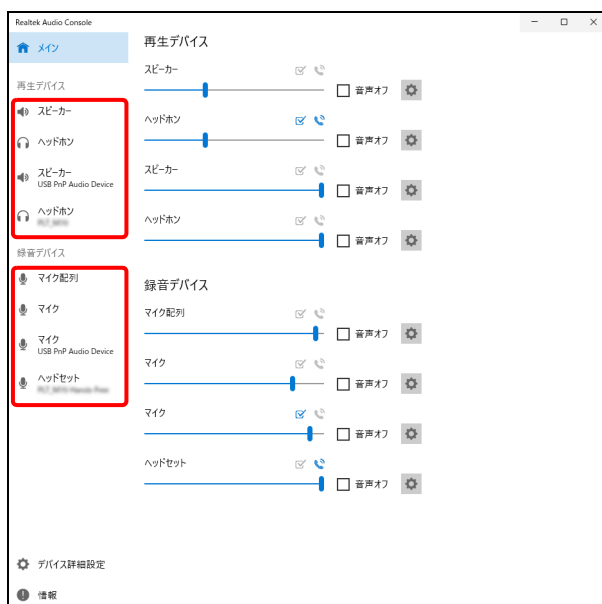 Realtek Audio Console
メイン
再生デバイス
スピーカー
ヘッドホン
スピーカー
USB PnP Audio Device
ヘッドホン
録音デバイス
マイク配列
マイク
マイク
USB PnP Audio Device
ヘッドセット
デバイス詳細設定
情報
再生デバイス
スピーカー
音声オフ
ヘッドホン
音声オフ
スピーカー
音声オフ
ヘッドホン
音声オフ
録音デバイス
マイク配列
音声オフ
マイク
音声オフ
マイク
音声オフ
ヘッドセット
音声オフ